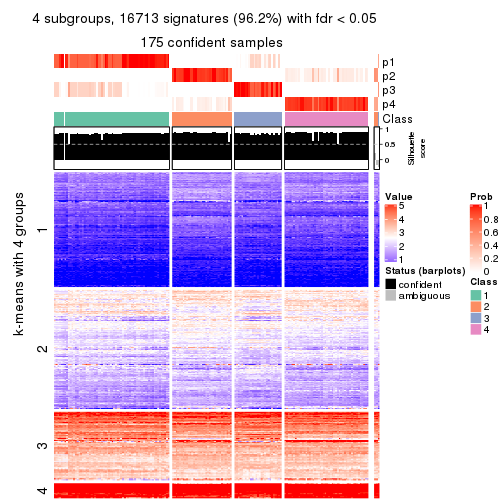 4 subgroups, 16713 signatures (96.2%) with fdr < 0.05
175 confident samples
p1
p2
p3
p4
Class
1
0.5
0
Silhouette
score
k-means with 4 groups
1
2
3
4
Value
5
4
3
2
1
Status (barplots)
confident
ambiguous
Prob
1
0.8
0.6
0.4
0.2
0
Class
1
2
3
4